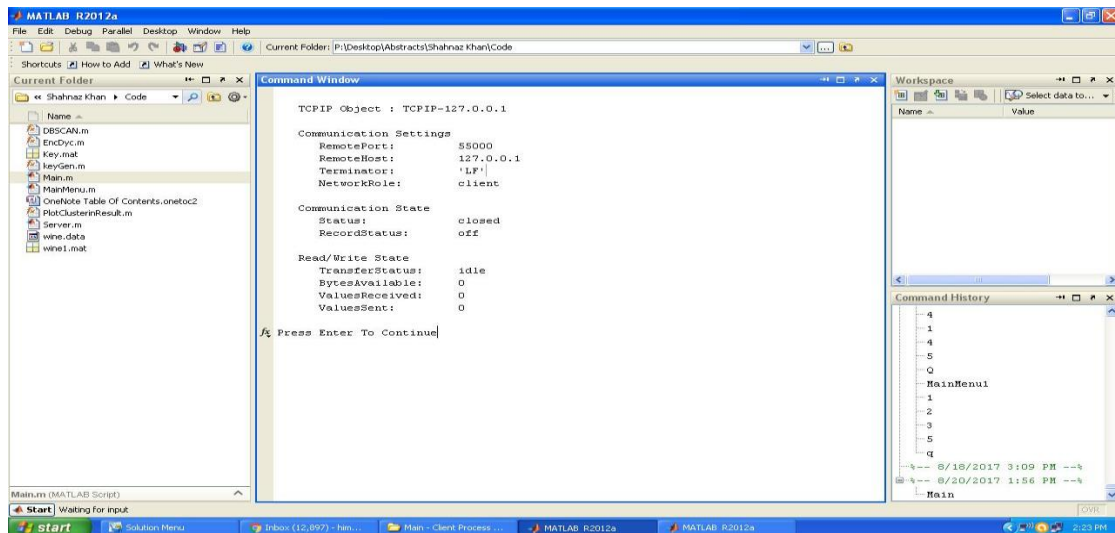 MATLAB R2012a
File Edit Debug Parallel Desktop Window Help
Current Folder: P:\Desktop\Abstracts\Shahnaz Khan\Code
Shortcuts How to Add What's New
Current Folder
« Shahnaz Khan Code
Name
DBSCAN.m
EncDyc.m
Key.mat
keyGen.m
Main.m
MainMenu.m
OneNote Table Of Contents.onetoc2
PlotClusterinResult.m
Server.m
wine.data
wine1.mat
Main.m (MATLAB Script)
Command Window
TCPIP Object : TCPIP-127.0.0.1
Communication Settings
RemotePort: 55000
RemoteHost: 127.0.0.1
Terminator: 'LF'
NetworkRole: client
Communication State
Status: closed
RecordStatus: off
Read/Write State
TransferStatus: idle
BytesAvailable: 0
ValuesReceived: 0
ValuesSent: 0
fx Press Enter To Continue
Workspace
Select data to...
Name Value
Command History
4
1
4
5
Q
MainMenu1
1
2
3
5
q
%-- 8/18/2017 3:09 PM --%
%-- 8/20/2017 1:56 PM --%
Main
Start Waiting for input
OVR
start Solution Menu Inbox (12,897) - him... Main - Client Process ... MATLAB R2012a MATLAB R2012a 2:23 PM